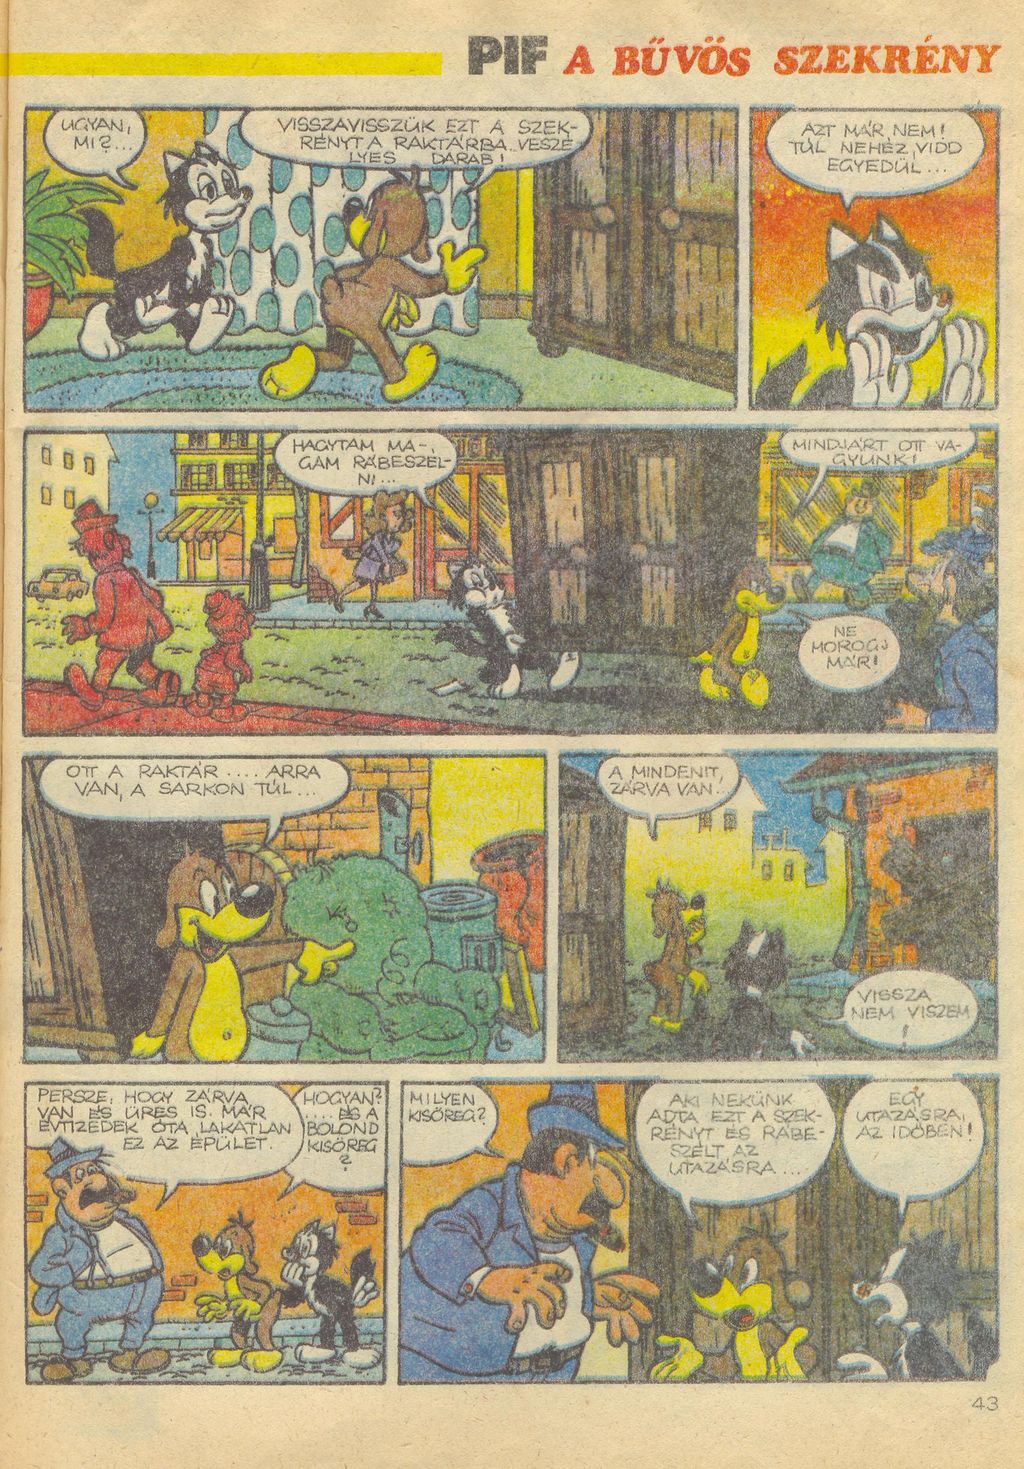 PIF A BŰVÖS SZEKRÉNY
UGYAN,
MI?...
VISSZAVISSZÜK EZT A SZEK-
RÉNYT A RAKTÁRBA. VESZÉ
LYES DARAB!
AZT MÁR NEM!
TÚL NEHÉZ, VIDD
EGYEDÜL...
HAGYTAM MA-
GAM RÁBESZÉL-
NI...
MINDJÁRT OTT VA-
GYUNK!
NE
MOROGJ
MÁR!
OTT A RAKTÁR .... ARRA
VAN, A SARKON TÚL...
A MINDENIT,
ZÁRVA VAN..
VISSZA
NEM VISZEM
!
PERSZE, HOGY ZÁRVA
VAN ÉS ÜRES IS. MÁR
ÉVTIZEDEK ÓTA LAKATLAN
EZ AZ ÉPÜLET.
HOGYAN?
.... ÉS A
BOLOND
KISÖREG
?
MILYEN
KISÖREG?
AKI NEKÜNK
ADTA EZT A SZEK-
RÉNYT ÉS RÁBE-
SZÉLT AZ
UTAZÁSRA...
EGY
UTAZÁSRA,
AZ IDŐBEN!
43